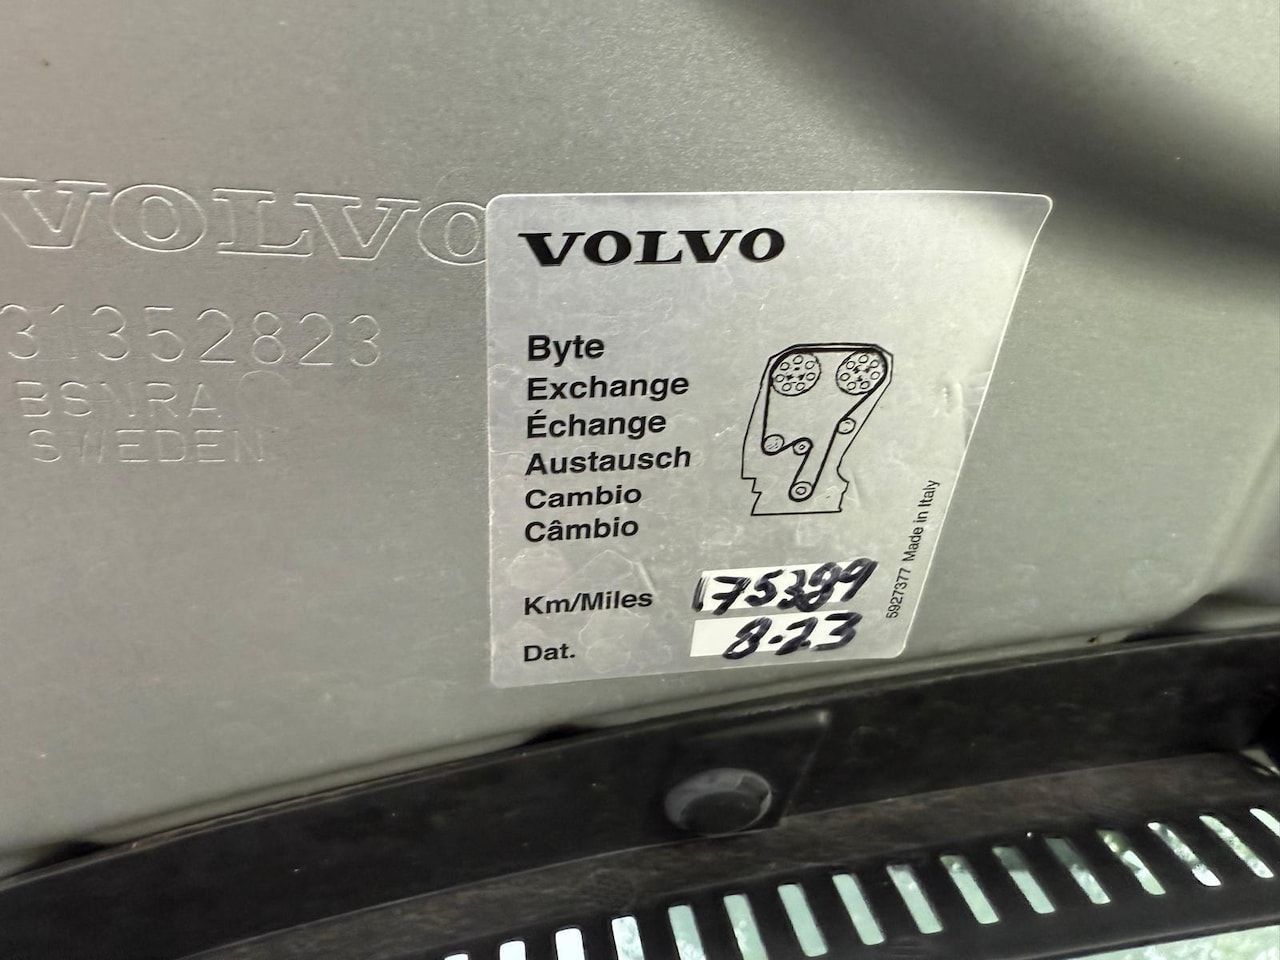 VOLVO
31352823
BSNRA
SWEDEN
VOLVO
Byte
Exchange
Échange
Austausch
Cambio
Câmbio
Km/Miles 175389
Dat. 8-23
5927377 Made in Italy